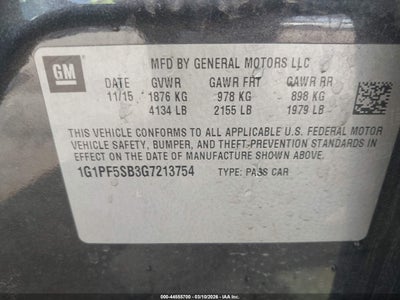 GM
MFD BY GENERAL MOTORS LLC
DATE GVWR GAWR FRT GAWR RR
11/15 1876 KG 978 KG 898 KG
4134 LB 2155 LB 1979 LB
THIS VEHICLE CONFORMS TO ALL APPLICABLE U.S. FEDERAL MOTOR
VEHICLE SAFETY, BUMPER, AND THEFT-PREVENTION STANDARDS IN
EFFECT ON THE DATE OF MANUFACTURE SHOWN ABOVE.
1G1PF5SB3G7213754 TYPE: PASS CAR
000-44555700 - 03/10/2026 - IAA, Inc.